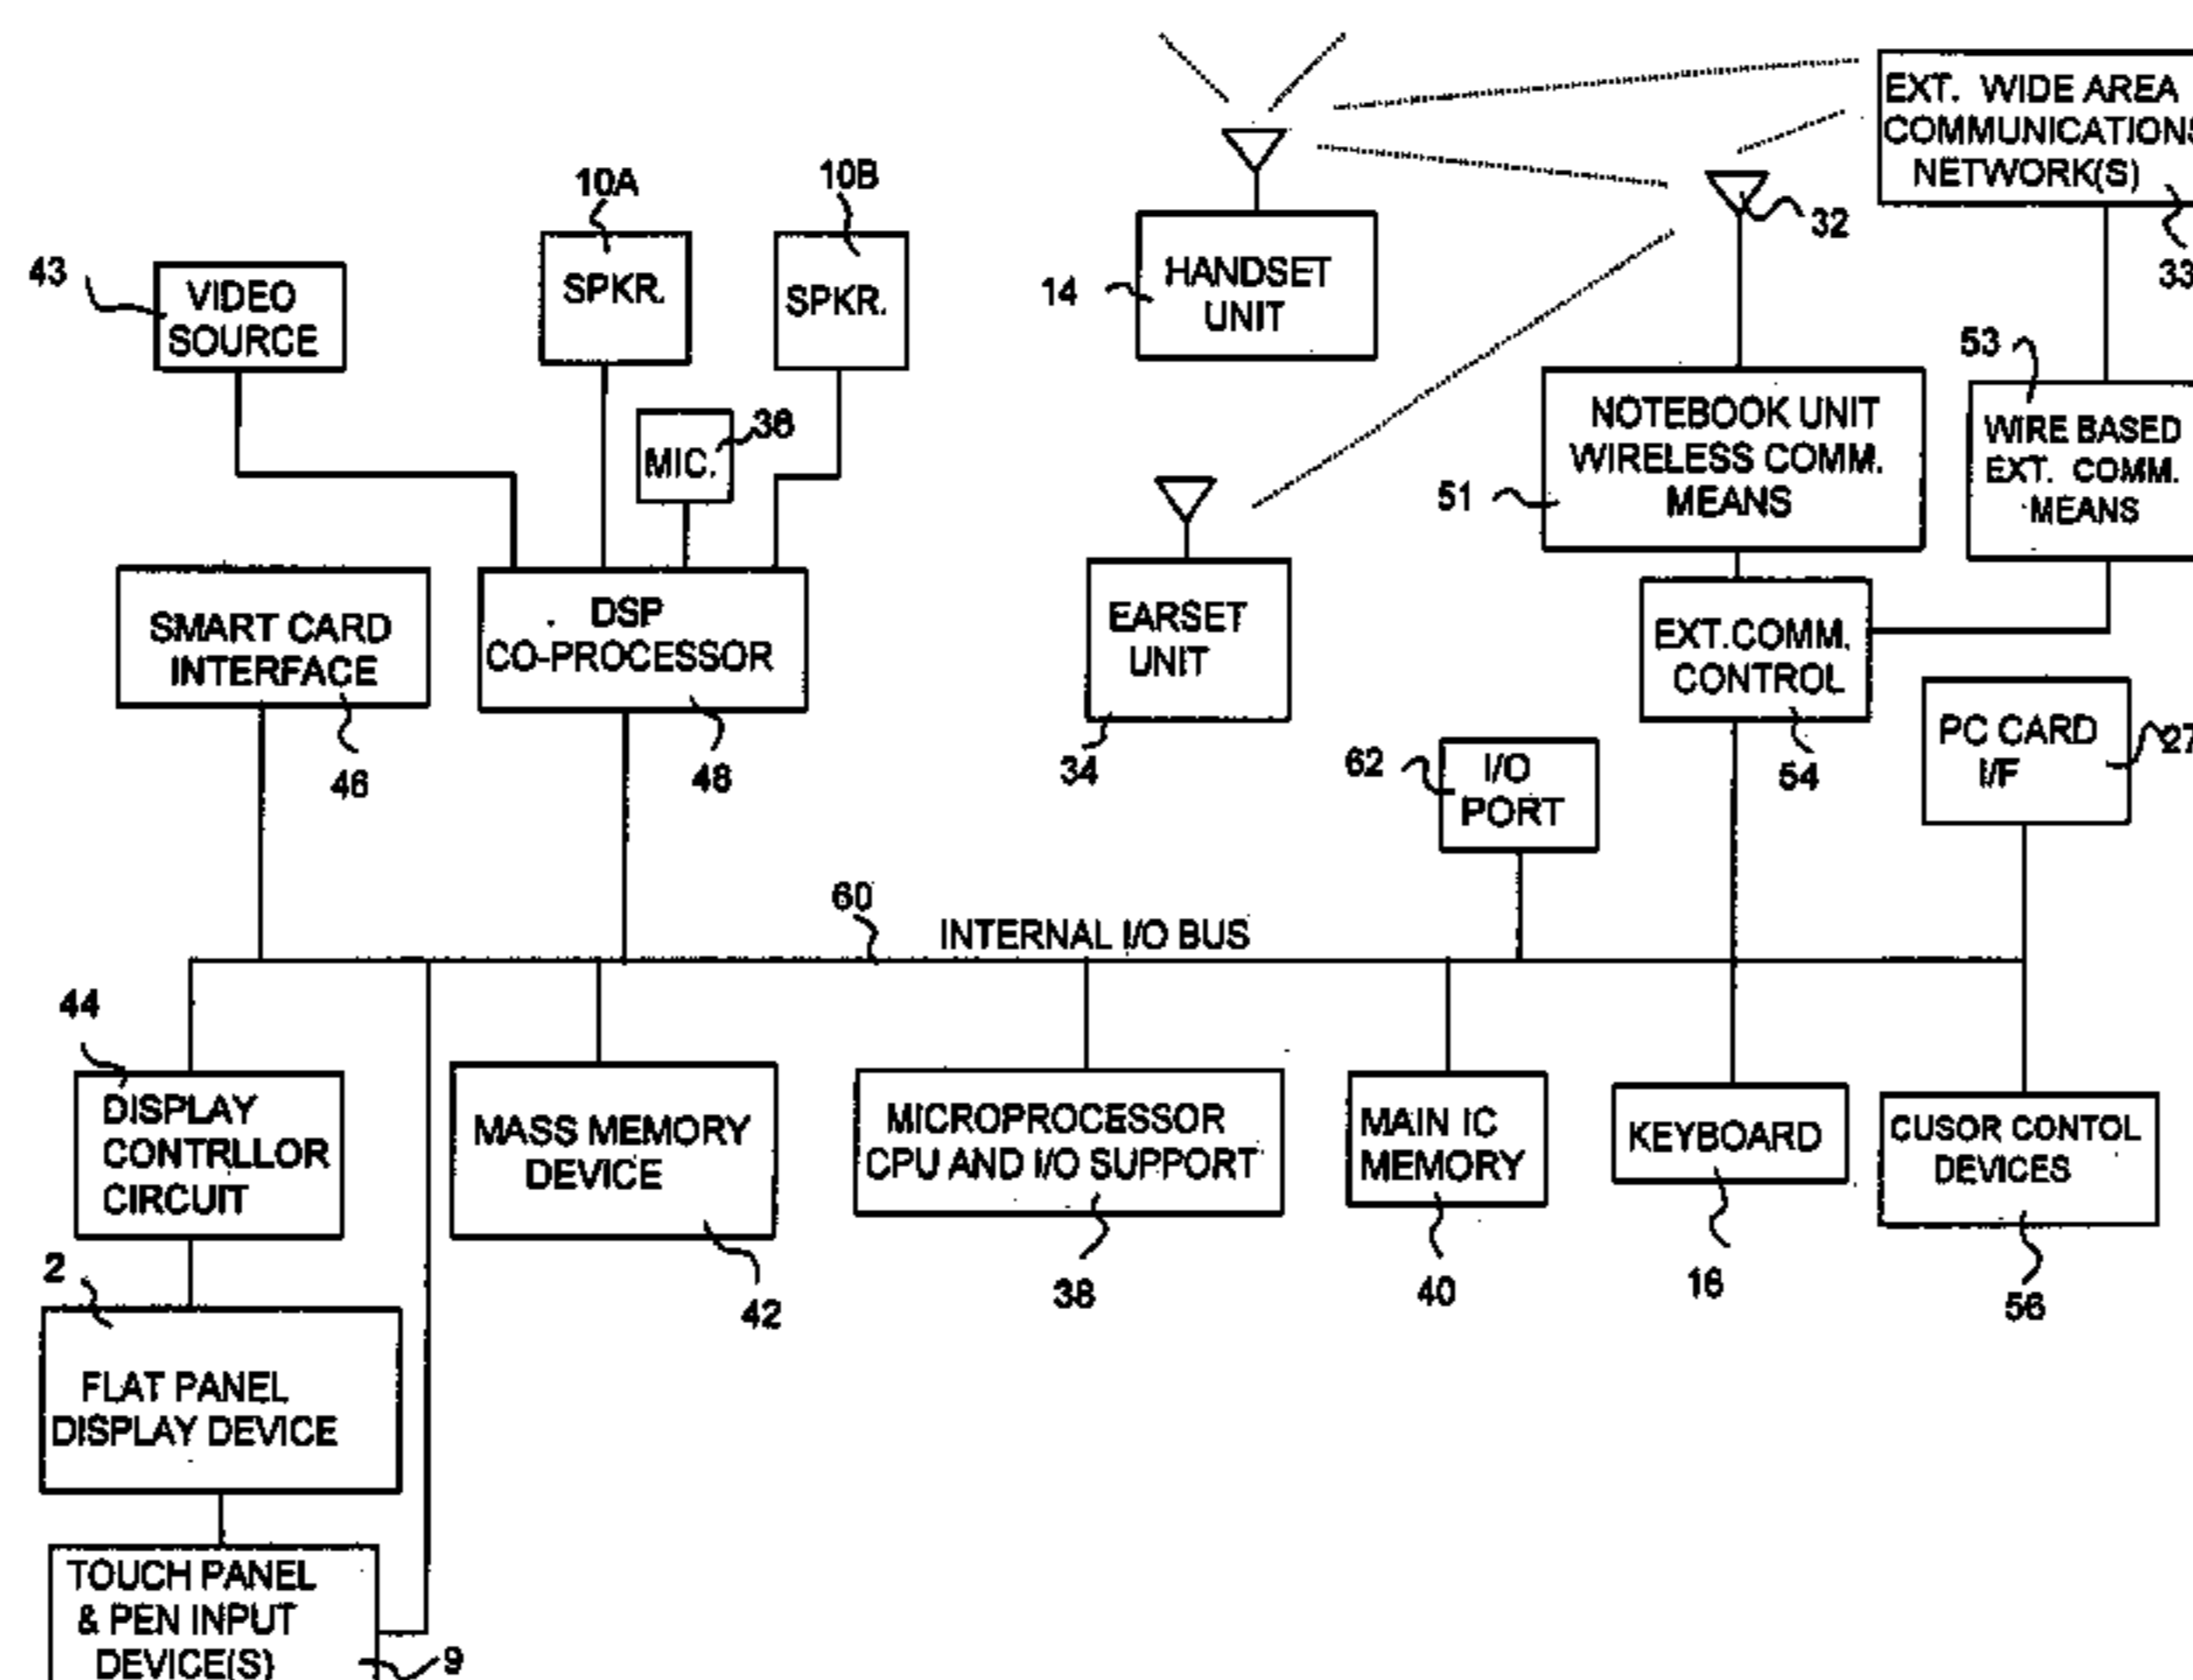 EXT. WIDE AREA
COMMUNICATIONS
NETWORK(S)
33
10A
SPKR.
10B
SPKR.
43
VIDEO
SOURCE
MIC.
36
14
HANDSET
UNIT
32
53
WIRE BASED
EXT. COMM.
MEANS
51
NOTEBOOK UNIT
WIRELESS COMM.
MEANS
SMART CARD
INTERFACE
46
DSP
CO-PROCESSOR
48
EARSET
UNIT
34
EXT.COMM.
CONTROL
54
62
I/O
PORT
PC CARD
I/F
27
60
INTERNAL I/O BUS
44
DISPLAY
CONTRLLOR
CIRCUIT
MASS MEMORY
DEVICE
42
MICROPROCESSOR
CPU AND I/O SUPPORT
38
MAIN IC
MEMORY
40
KEYBOARD
16
CUSOR CONTOL
DEVICES
56
2
FLAT PANEL
DISPLAY DEVICE
TOUCH PANEL
& PEN INPUT
DEVICE(S)
9